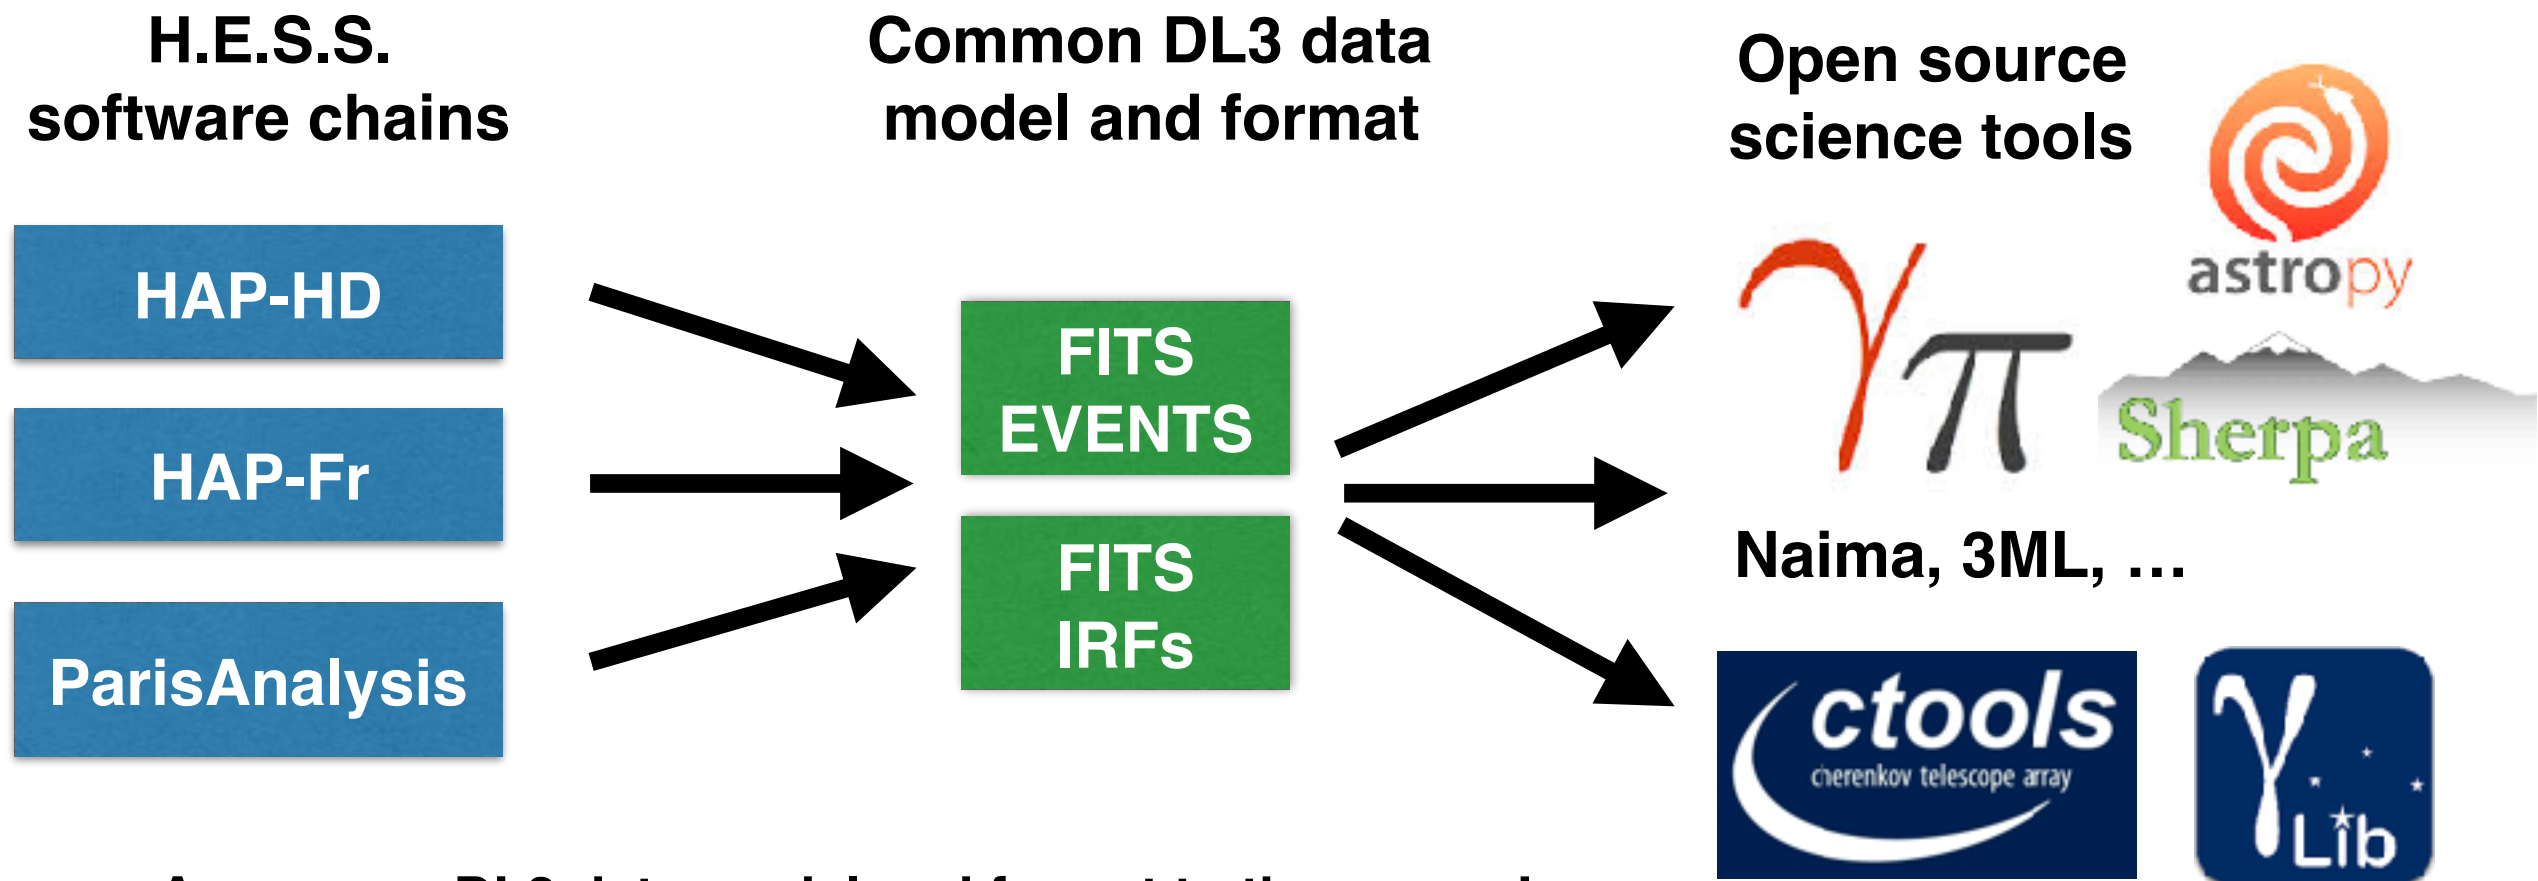 H.E.S.S.
software chains
Common DL3 data
model and format
Open source
science tools
HAP-HD
HAP-Fr
ParisAnalysis
FITS
EVENTS
FITS
IRFs
astropy
γπ
Sherpa
Naima, 3ML, …
ctools
cherenkov telescope array
γ
Lib